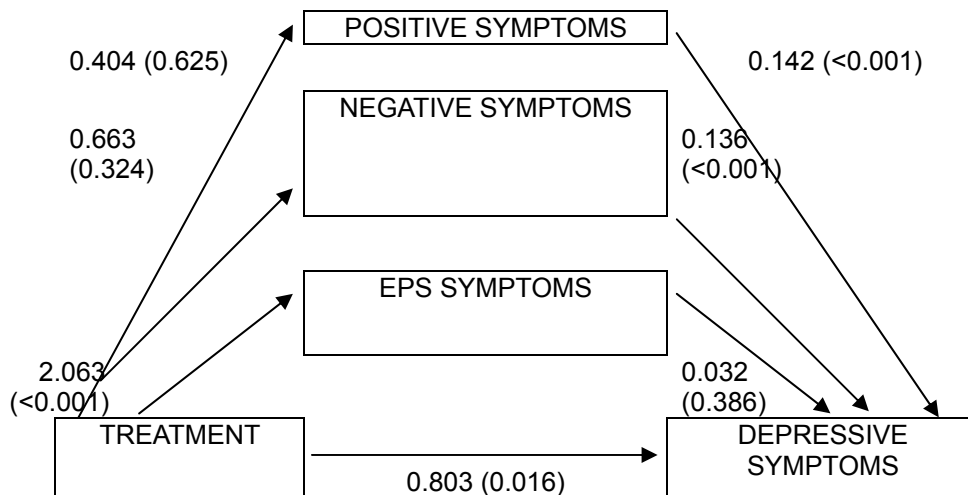 POSITIVE SYMPTOMS
0.404 (0.625)
0.142 (<0.001)
NEGATIVE SYMPTOMS
0.663
(0.324)
0.136
(<0.001)
EPS SYMPTOMS
2.063
(<0.001)
0.032
(0.386)
TREATMENT
DEPRESSIVE
SYMPTOMS
0.803 (0.016)